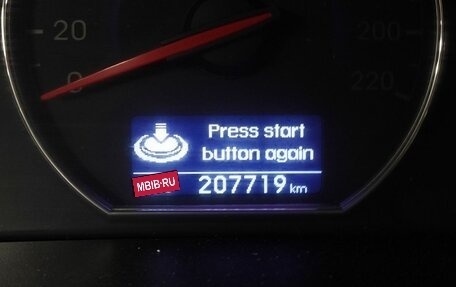 20
200
0
220
Press start
button again
MBIB.RU
207719 km